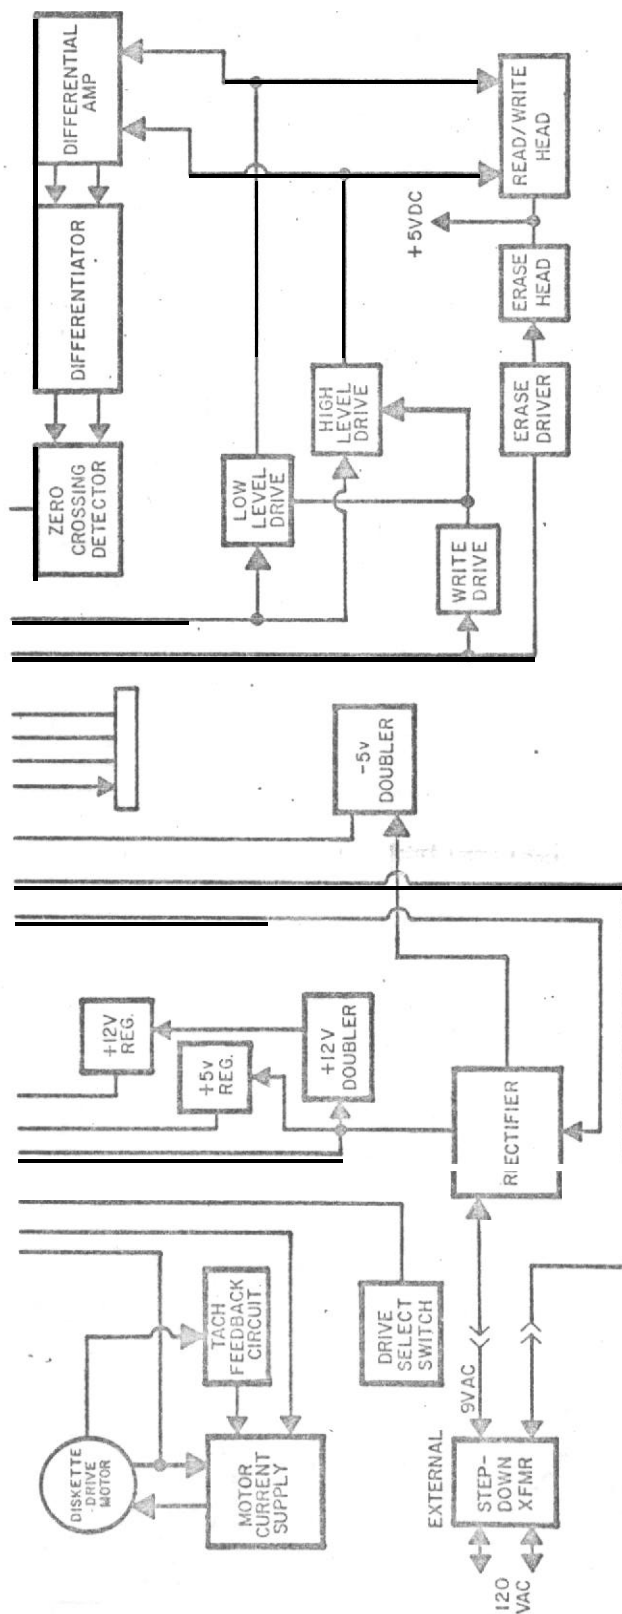 DIFFERENTIAL
AMP
DIFFERENTIATOR
ZERO
CROSSING
DETECTOR
READ/WRITE
HEAD
+5VDC
ERASE
HEAD
ERASE
DRIVER
HIGH
LEVEL
DRIVE
LOW
LEVEL
DRIVE
WRITE
DRIVE
-5v
DOUBLER
+12V
REG.
+5v
REG.
+12V
DOUBLER
RECTIFIER
TACH
FEEDBACK
CIRCUIT
DRIVE
SELECT
SWITCH
DISKETTE
DRIVE
MOTOR
MOTOR
CURRENT
SUPPLY
9VAC
EXTERNAL
STEP-
DOWN
XFMR
120
VAC